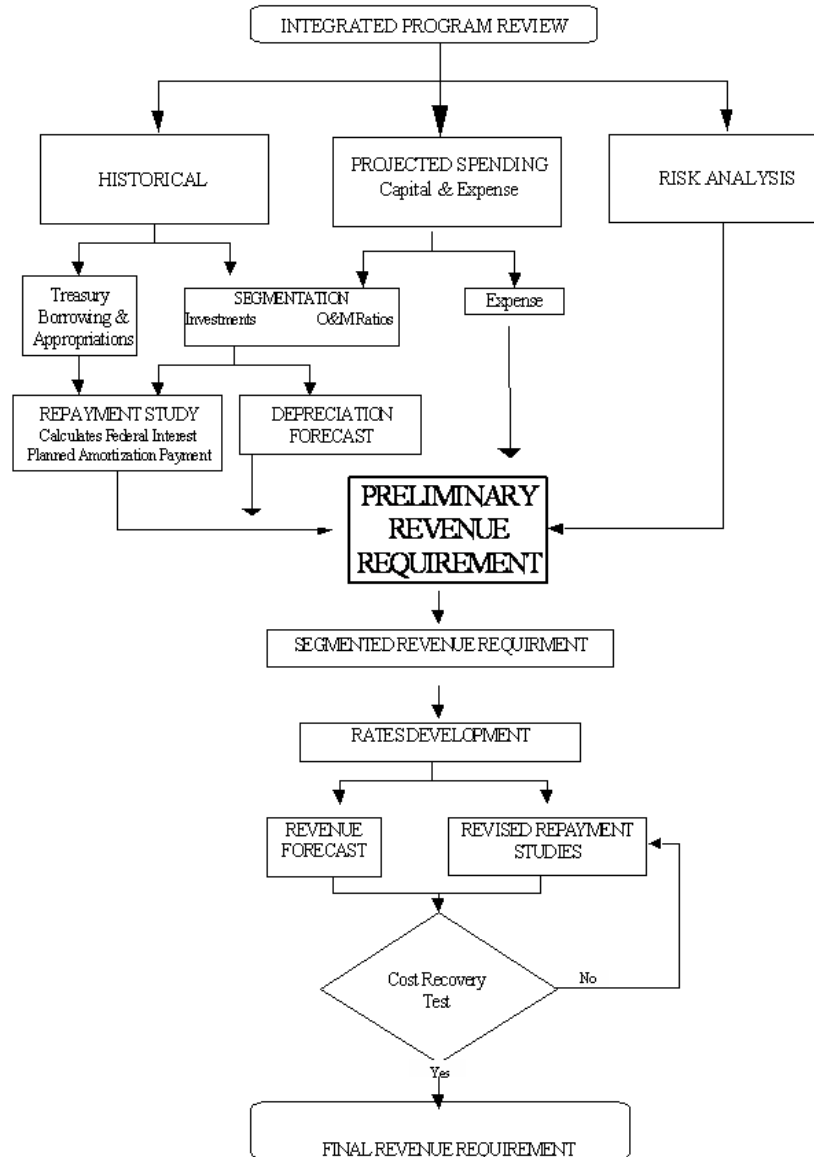 INTEGRATED PROGRAM REVIEW
HISTORICAL
PROJECTED SPENDING
Capital & Expense
RISK ANALYSIS
Treasury
Borrowing &
Appropriations
SEGMENTATION
Investments O&M Ratios
Expense
REPAYMENT STUDY
Calculates Federal Interest
Planned Amortization Payment
DEPRECIATION
FORECAST
PRELIMINARY
REVENUE
REQUIREMENT
SEGMENTED REVENUE REQUIRMENT
RATES DEVELOPMENT
REVENUE
FORECAST
REVISED REPAYMENT
STUDIES
Cost Recovery
Test
No
Yes
FINAL REVENUE REQUIREMENT